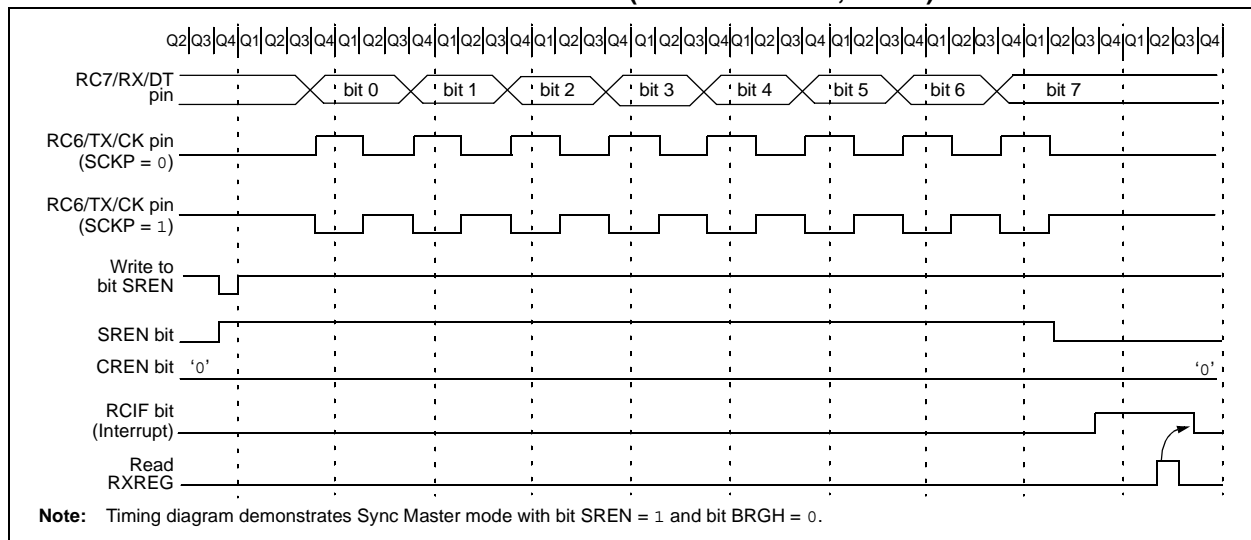 Q2 Q3 Q4 Q1 Q2 Q3 Q4 Q1 Q2 Q3 Q4 Q1 Q2 Q3 Q4 Q1 Q2 Q3 Q4 Q1 Q2 Q3 Q4 Q1 Q2 Q3 Q4 Q1 Q2 Q3 Q4 Q1 Q2 Q3 Q4 Q1 Q2 Q3 Q4 Q1 Q2 Q3 Q4
RC7/RX/DT
pin
bit 0 bit 1 bit 2 bit 3 bit 4 bit 5 bit 6 bit 7
RC6/TX/CK pin
(SCKP = 0)
RC6/TX/CK pin
(SCKP = 1)
Write to
bit SREN
SREN bit
CREN bit ‘0’ ‘0’
RCIF bit
(Interrupt)
Read
RXREG
Note: Timing diagram demonstrates Sync Master mode with bit SREN = 1 and bit BRGH = 0.